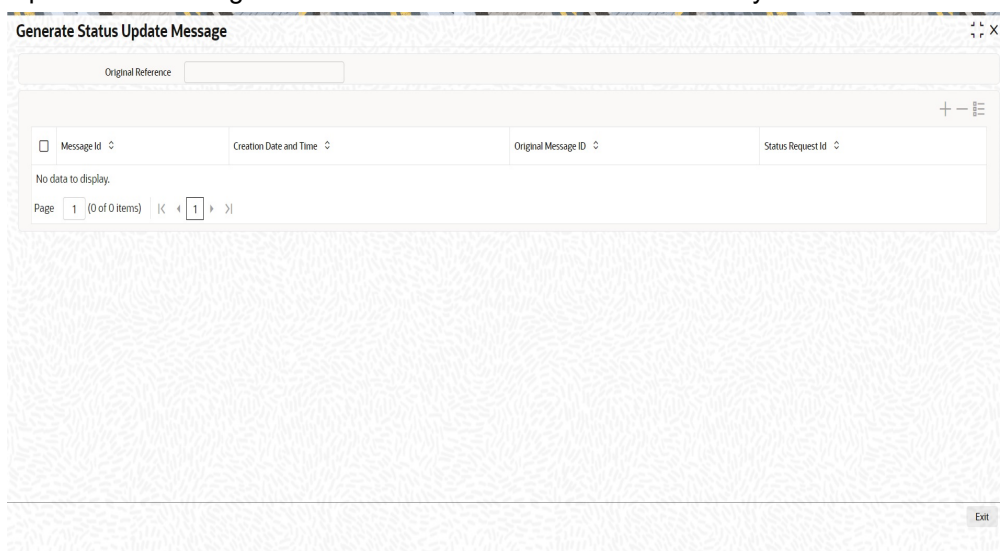 Generate Status Update Message
Original Reference
Message Id Creation Date and Time Original Message ID Status Request Id
No data to display.
Page 1 (0 of 0 items) 1
Exit